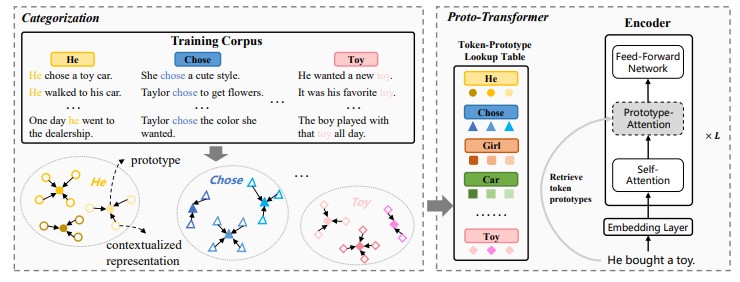 Categorization
Training Corpus
He
Chose
Toy
He chose a toy car.
She chose a cute style.
He wanted a new toy.
He walked to his car.
Taylor chose to get flowers.
It was his favorite toy.
...
...
...
...
One day he went to
the dealership.
Taylor chose the color she
wanted.
The boy played with
that toy all day.
He
prototype
contextualized
representation
Chose
...
Toy
Proto-Transformer
Token-Prototype
Lookup Table
He
Chose
Girl
Car
......
Toy
Retrieve
token
prototypes
Encoder
Feed-Forward
Network
Prototype-
Attention
× L
Self-
Attention
Embedding Layer
He bought a toy.